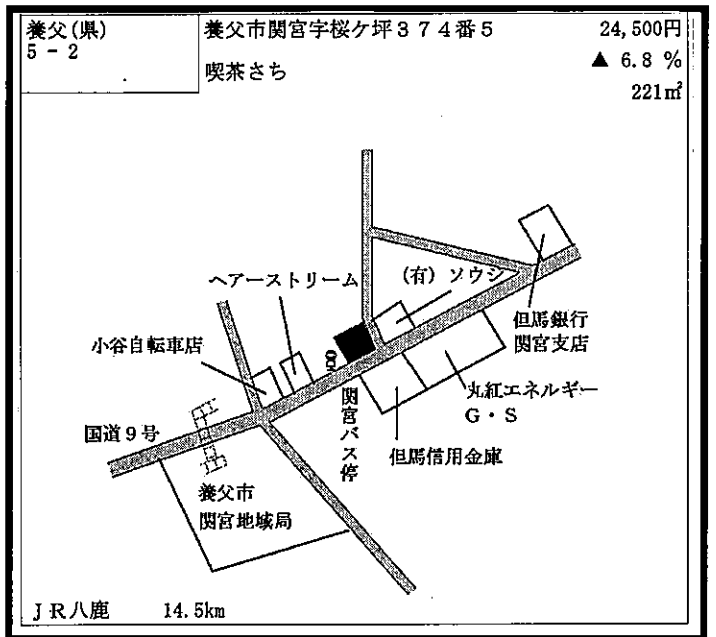 養父(県)
5 - 2
養父市関宮字桜ケ坪３７４番５
喫茶さち
24,500円
▲ 6.8 %
221㎡
ヘアーストリーム
(有) ソウシ
小谷自転車店
但馬銀行
関宮支店
丸紅エネルギー
G・S
関宮バス停
国道９号
但馬信用金庫
養父市
関宮地域局
ＪＲ八鹿 14.5km